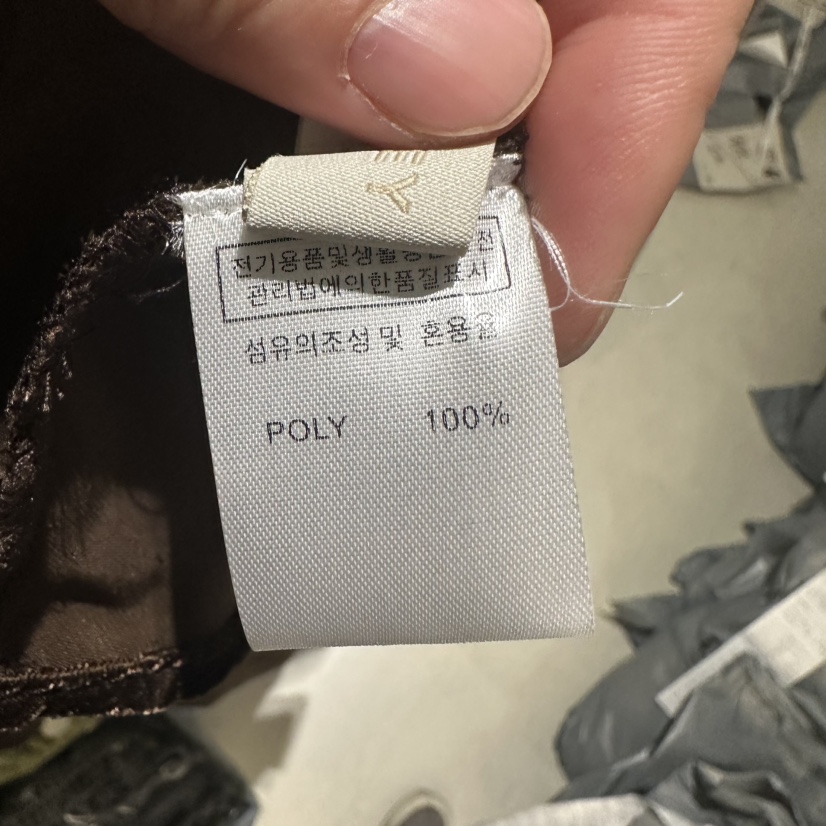 전기용품및생활용품안전
관리법에의한품질표시
섬유의조성 및 혼용율
POLY 100%